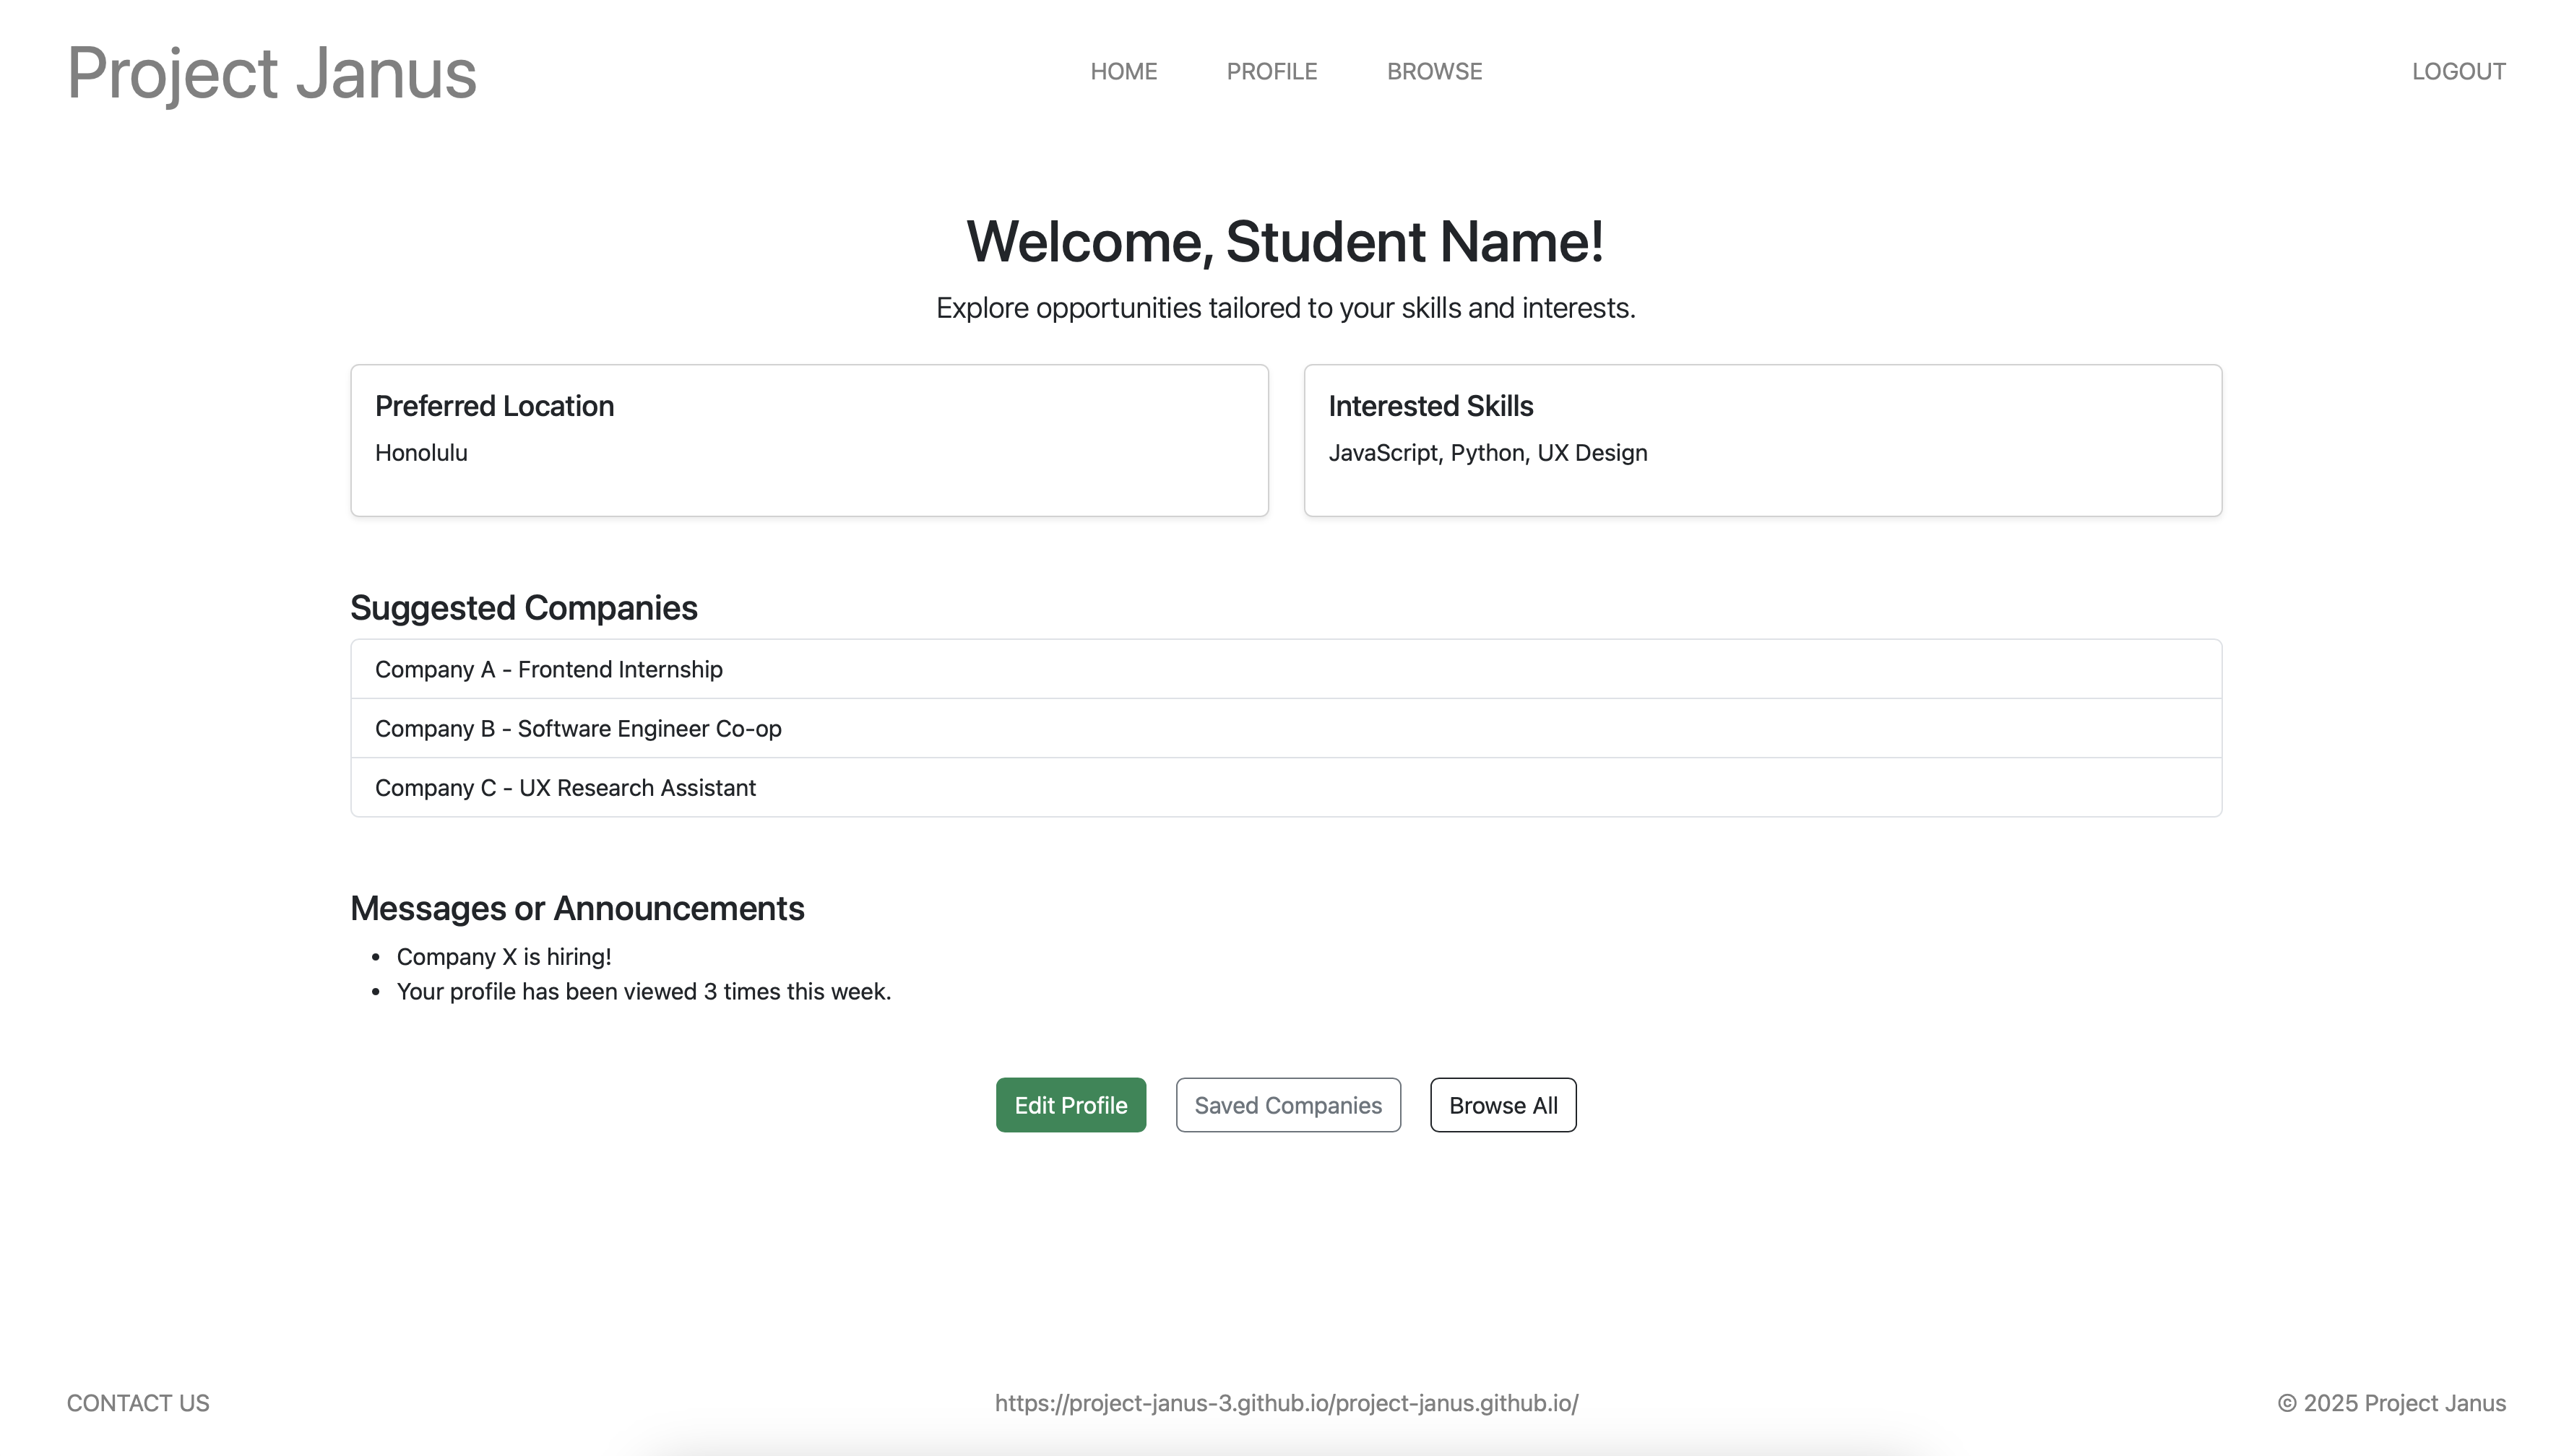 Project Janus
HOME
PROFILE
BROWSE
LOGOUT
Welcome, Student Name!
Explore opportunities tailored to your skills and interests.
Preferred Location
Honolulu
Interested Skills
JavaScript, Python, UX Design
Suggested Companies
Company A - Frontend Internship
Company B - Software Engineer Co-op
Company C - UX Research Assistant
Messages or Announcements
• Company X is hiring!
• Your profile has been viewed 3 times this week.
Edit Profile
Saved Companies
Browse All
CONTACT US
https://project-janus-3.github.io/project-janus.github.io/
© 2025 Project Janus